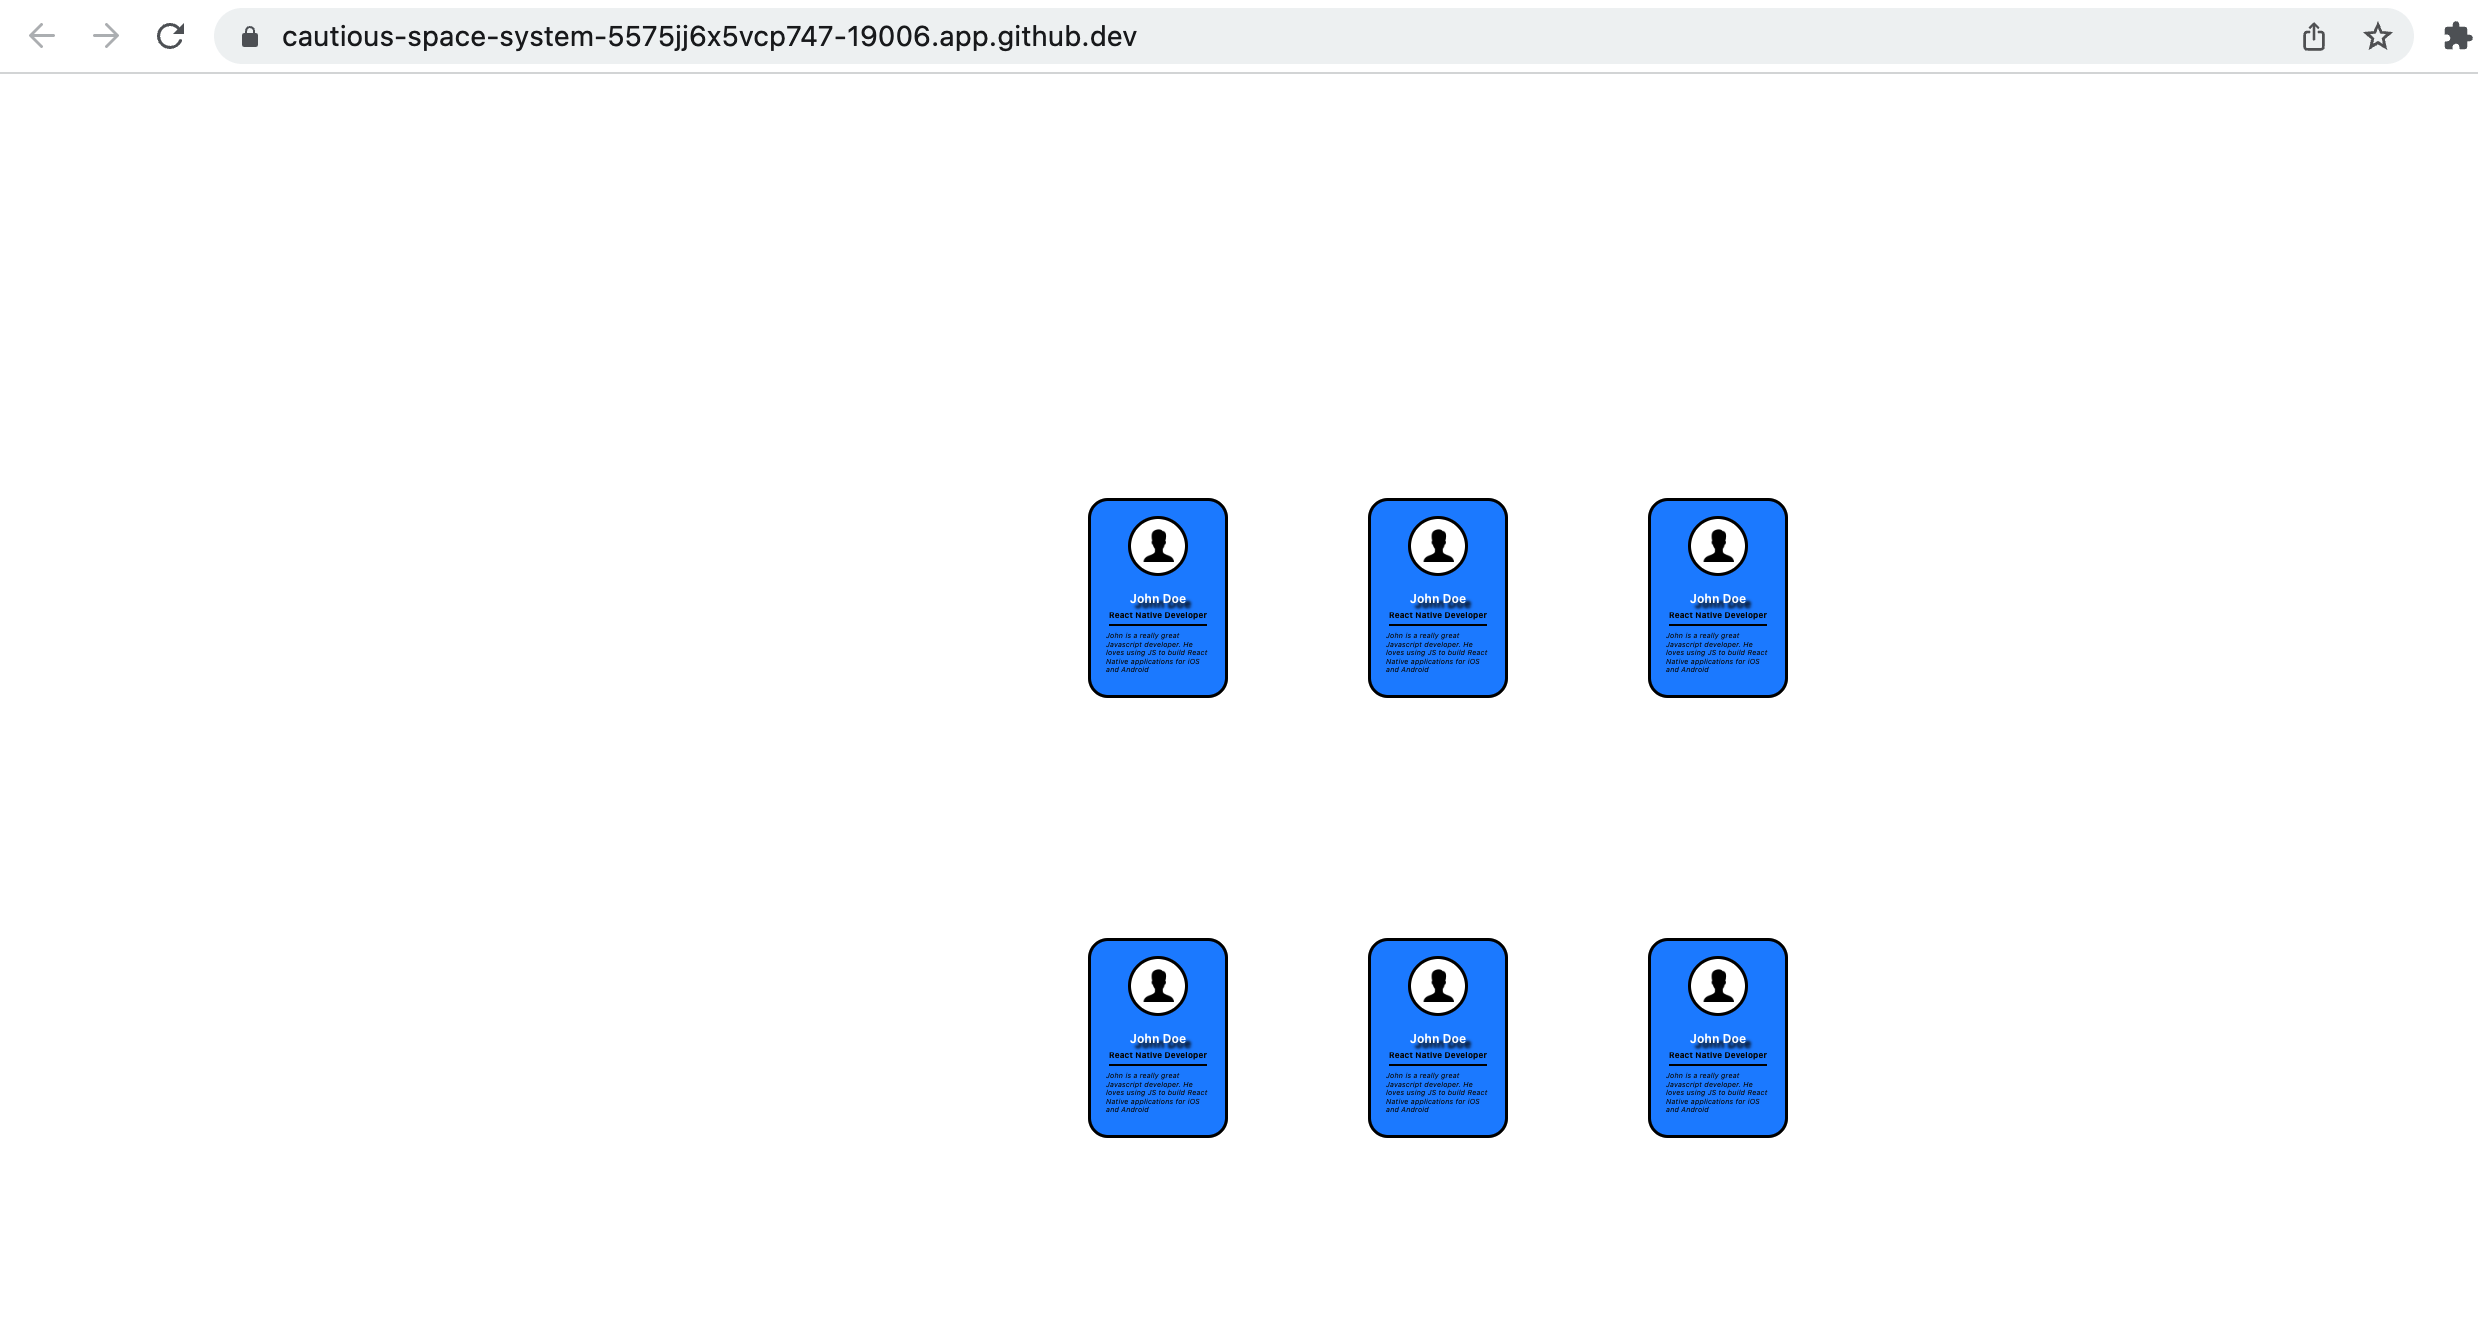 cautious-space-system-5575jj6x5vcp747-19006.app.github.dev
John Doe
React Native Developer
John is a really great
Javascript developer. He
loves using JS to build React
Native applications for iOS
and Android
John Doe
React Native Developer
John is a really great
Javascript developer. He
loves using JS to build React
Native applications for iOS
and Android
John Doe
React Native Developer
John is a really great
Javascript developer. He
loves using JS to build React
Native applications for iOS
and Android
John Doe
React Native Developer
John is a really great
Javascript developer. He
loves using JS to build React
Native applications for iOS
and Android
John Doe
React Native Developer
John is a really great
Javascript developer. He
loves using JS to build React
Native applications for iOS
and Android
John Doe
React Native Developer
John is a really great
Javascript developer. He
loves using JS to build React
Native applications for iOS
and Android